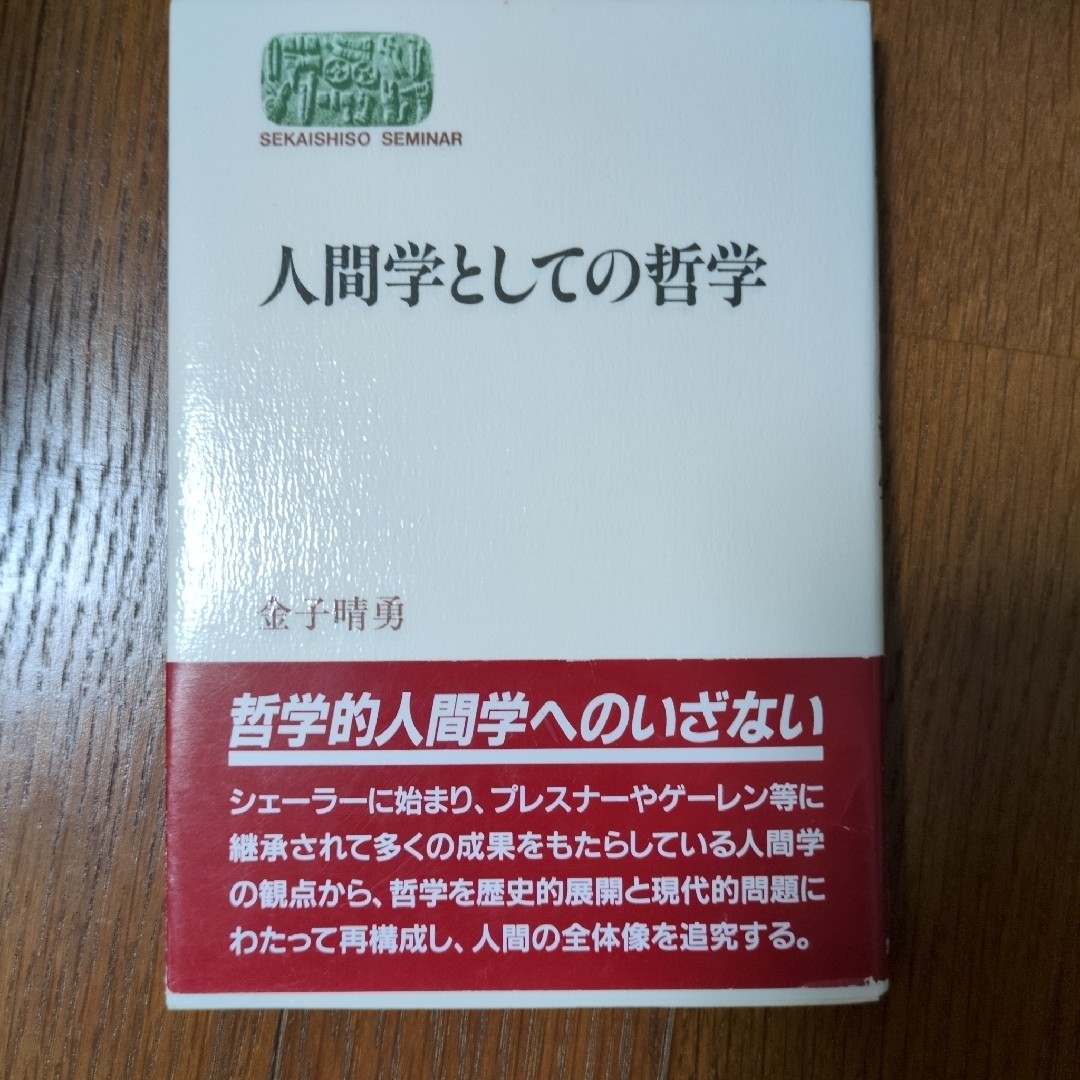 SEKAISHISO SEMINAR
人間学としての哲学
金子晴勇
哲学的人間学へのいざない
シェーラーに始まり、プレスナーやゲーレン等に
継承されて多くの成果をもたらしている人間学
の観点から、哲学を歴史的展開と現代的問題に
わたって再構成し、人間の全体像を追究する。